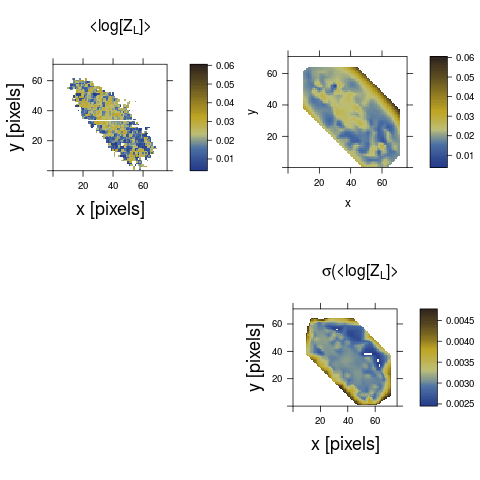 <log[Z_L]>
60
40
20
y [pixels]
20 40 60
x [pixels]
0.06
0.05
0.04
0.03
0.02
0.01
60
40
20
y
20 40 60
x
0.06
0.05
0.04
0.03
0.02
0.01
σ(<log[Z_L]>
60
40
20
y [pixels]
20 40 60
x [pixels]
0.0045
0.0040
0.0035
0.0030
0.0025